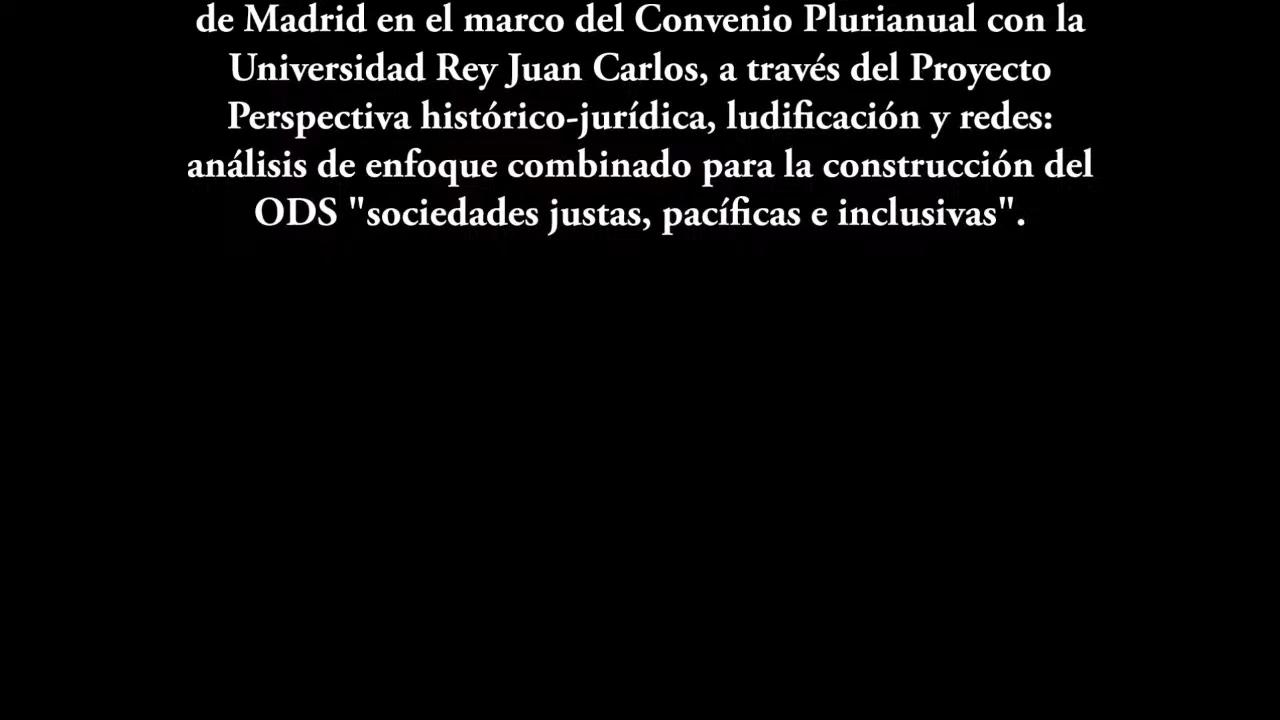 de Madrid en el marco del Convenio Plurianual con la
Universidad Rey Juan Carlos, a través del Proyecto
Perspectiva histórico-jurídica, ludificación y redes:
análisis de enfoque combinado para la construcción del
ODS "sociedades justas, pacíficas e inclusivas".